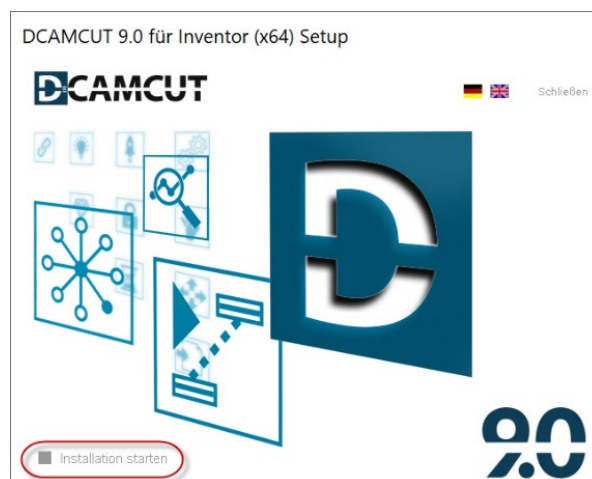 DCAMCUT 9.0 für Inventor (x64) Setup
DCAMCUT
Schließen
D
9.0
Installation starten